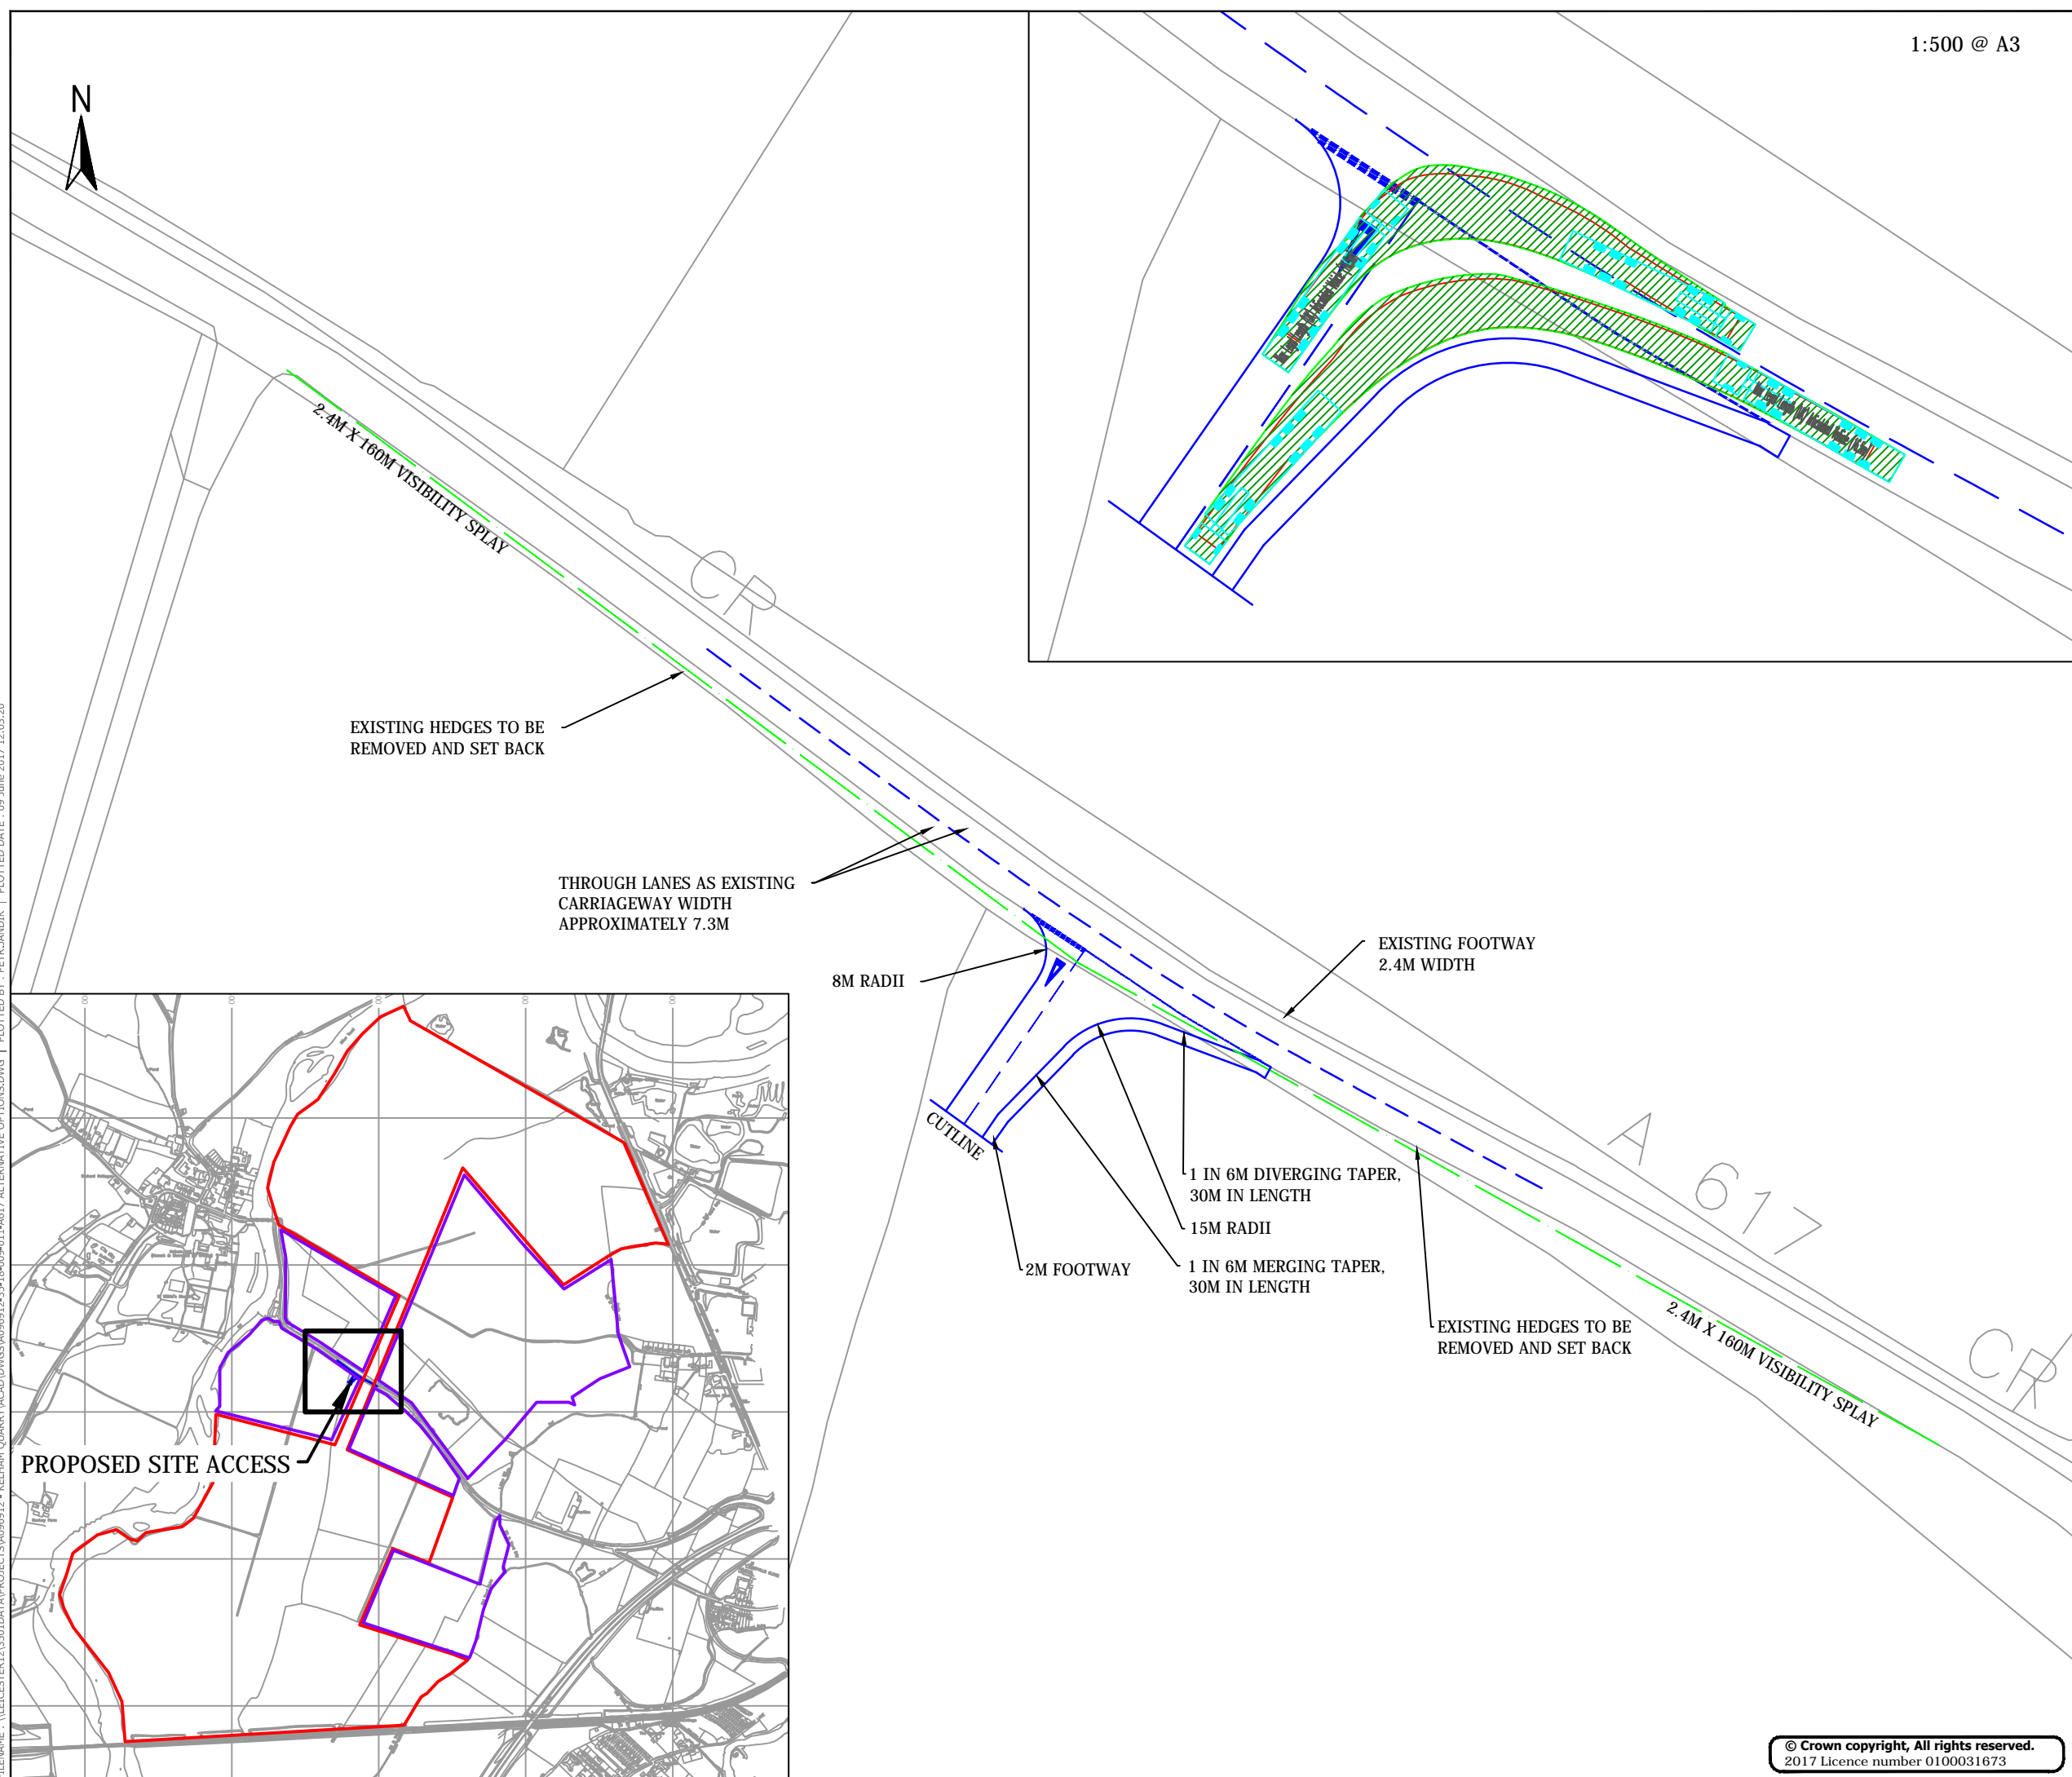 1:500 @ A3
N
2.4M X 160M VISIBILITY SPLAY
CR
EXISTING HEDGES TO BE
REMOVED AND SET BACK
THROUGH LANES AS EXISTING
CARRIAGEWAY WIDTH
APPROXIMATELY 7.3M
8M RADII
EXISTING FOOTWAY
2.4M WIDTH
CUTLINE
A 617
1 IN 6M DIVERGING TAPER,
30M IN LENGTH
15M RADII
2M FOOTWAY
1 IN 6M MERGING TAPER,
30M IN LENGTH
EXISTING HEDGES TO BE
REMOVED AND SET BACK
2.4M X 160M VISIBILITY SPLAY
CR
PROPOSED SITE ACCESS
© Crown copyright, All rights reserved.
2017 Licence number 0100031673